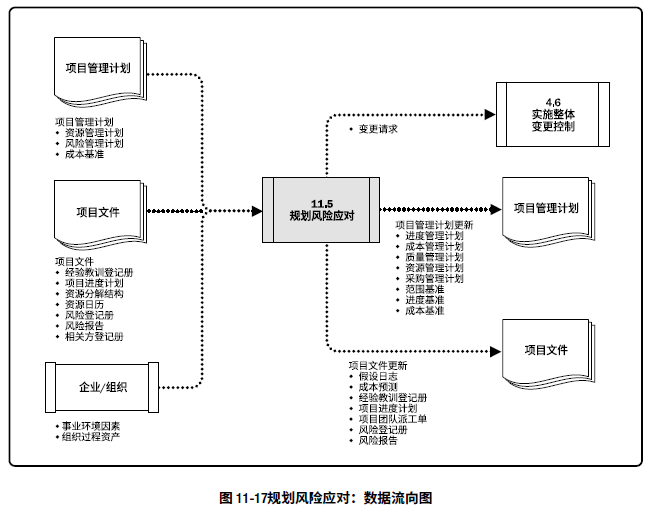 项目管理计划
项目管理计划
◆ 资源管理计划
◆ 风险管理计划
◆ 成本基准
项目文件
项目文件
◆ 经验教训登记册
◆ 项目进度计划
◆ 资源分解结构
◆ 资源日历
◆ 风险登记册
◆ 风险报告
◆ 相关方登记册
企业/组织
◆ 事业环境因素
◆ 组织过程资产
11.5
规划风险应对
◆ 变更请求
4.6
实施整体
变更控制
项目管理计划更新
◆ 进度管理计划
◆ 成本管理计划
◆ 质量管理计划
◆ 资源管理计划
◆ 采购管理计划
◆ 范围基准
◆ 进度基准
◆ 成本基准
项目管理计划
项目文件更新
◆ 假设日志
◆ 成本预测
◆ 经验教训登记册
◆ 项目进度计划
◆ 项目团队派工单
◆ 风险登记册
◆ 风险报告
项目文件
图 11-17规划风险应对：数据流向图